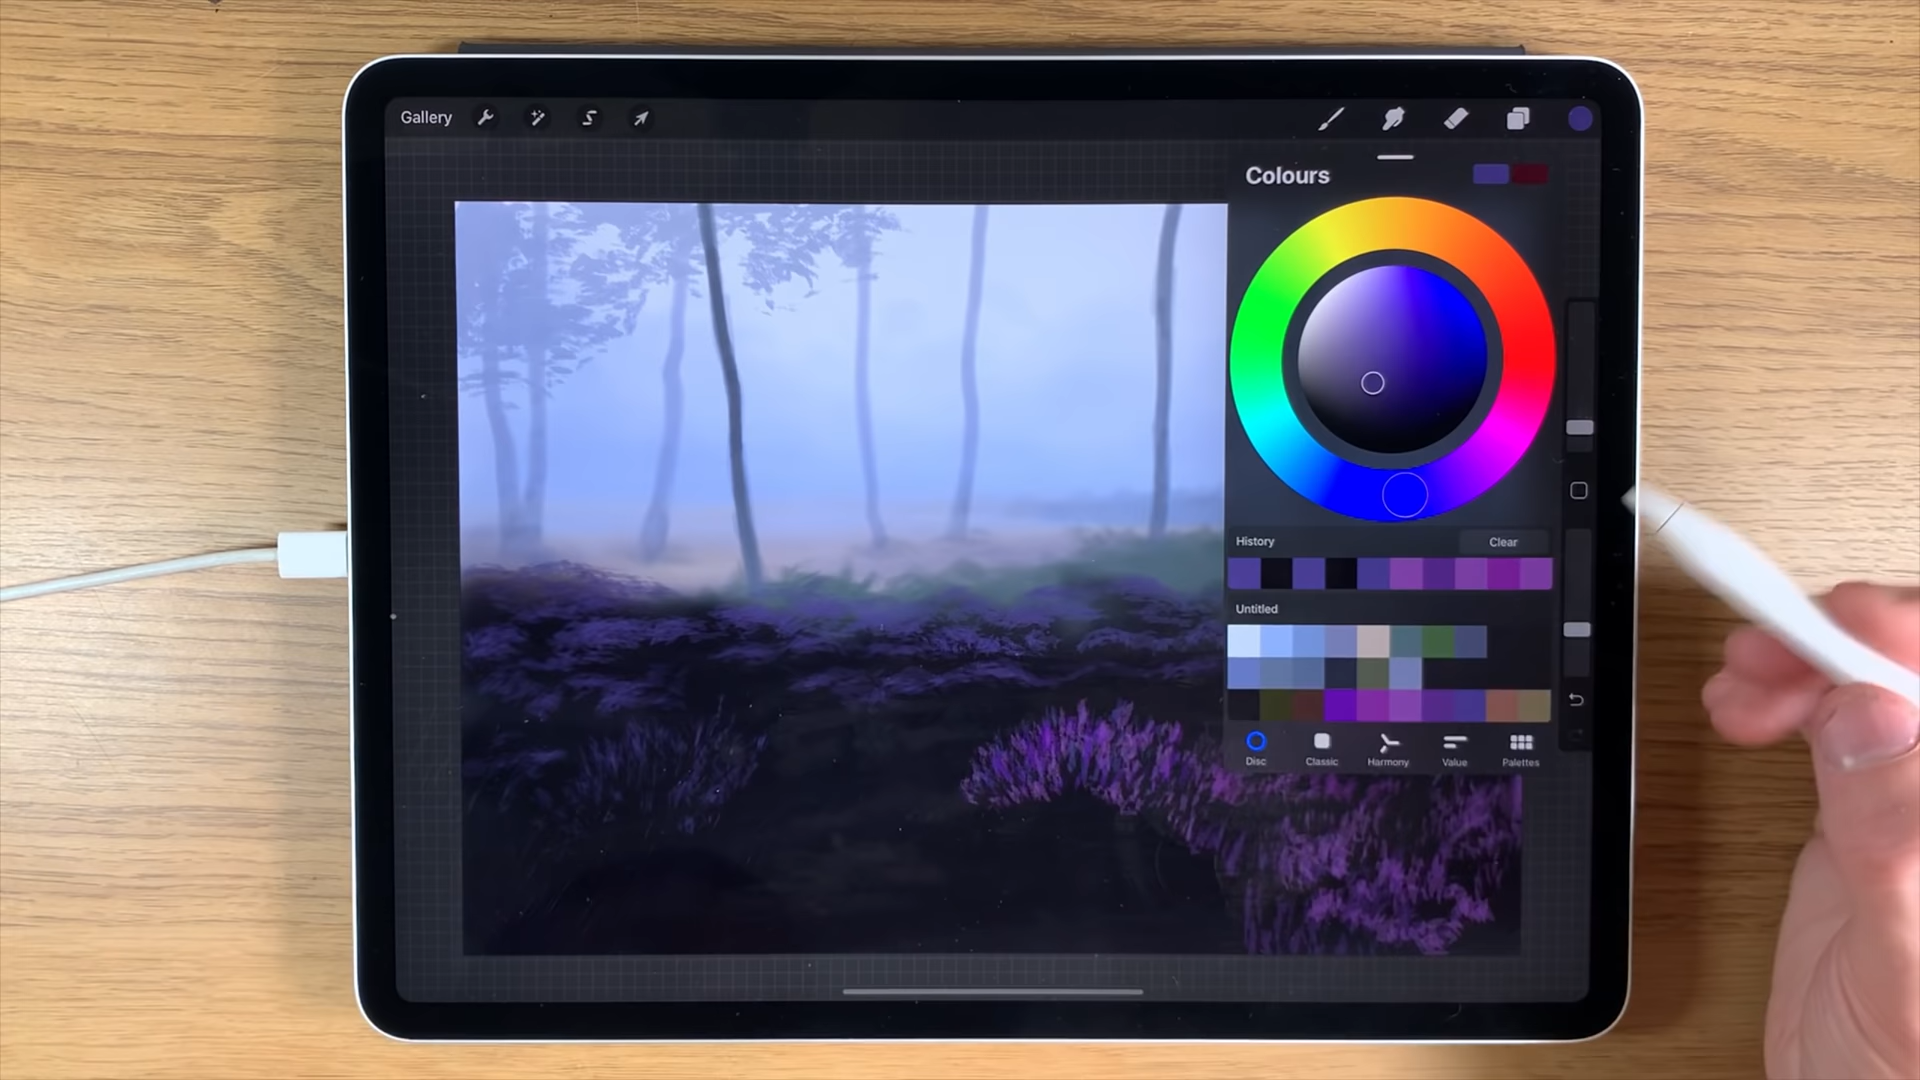 Gallery
Colours
History
Clear
Untitled
Disc
Classic
Harmony
Value
Palettes